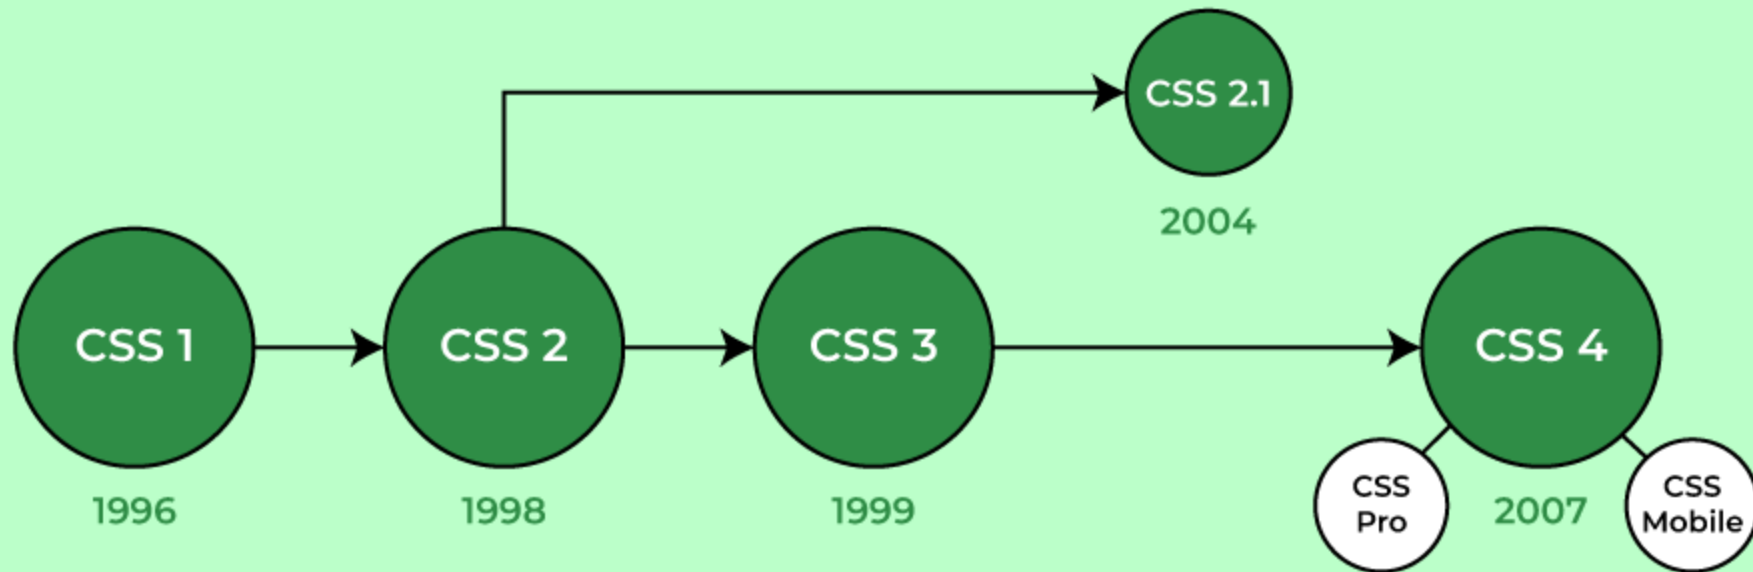 CSS 2.1
2004
CSS 1
CSS 2
CSS 3
CSS 4
1996
1998
1999
CSS
Pro
2007
CSS
Mobile